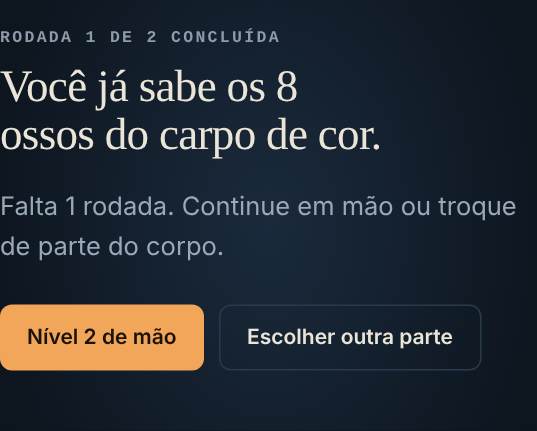 RODADA 1 DE 2 CONCLUÍDA
Você já sabe os 8
ossos do carpo de cor.
Falta 1 rodada. Continue em mão ou troque
de parte do corpo.
Nível 2 de mão
Escolher outra parte